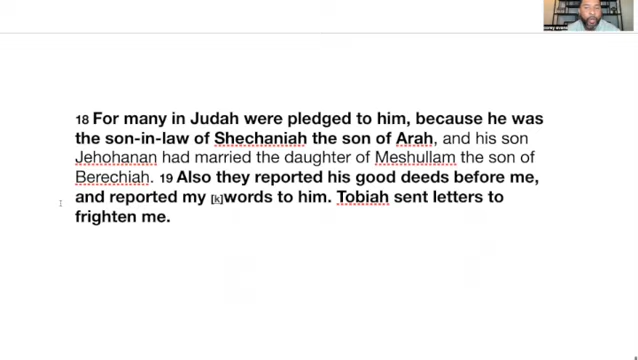 18 For many in Judah were pledged to him, because he was
the son-in-law of Shechaniah the son of Arah, and his son
Jehohanan had married the daughter of Meshullam the son of
Berechiah. 19 Also they reported his good deeds before me,
and reported my [k]words to him. Tobiah sent letters to
frighten me.